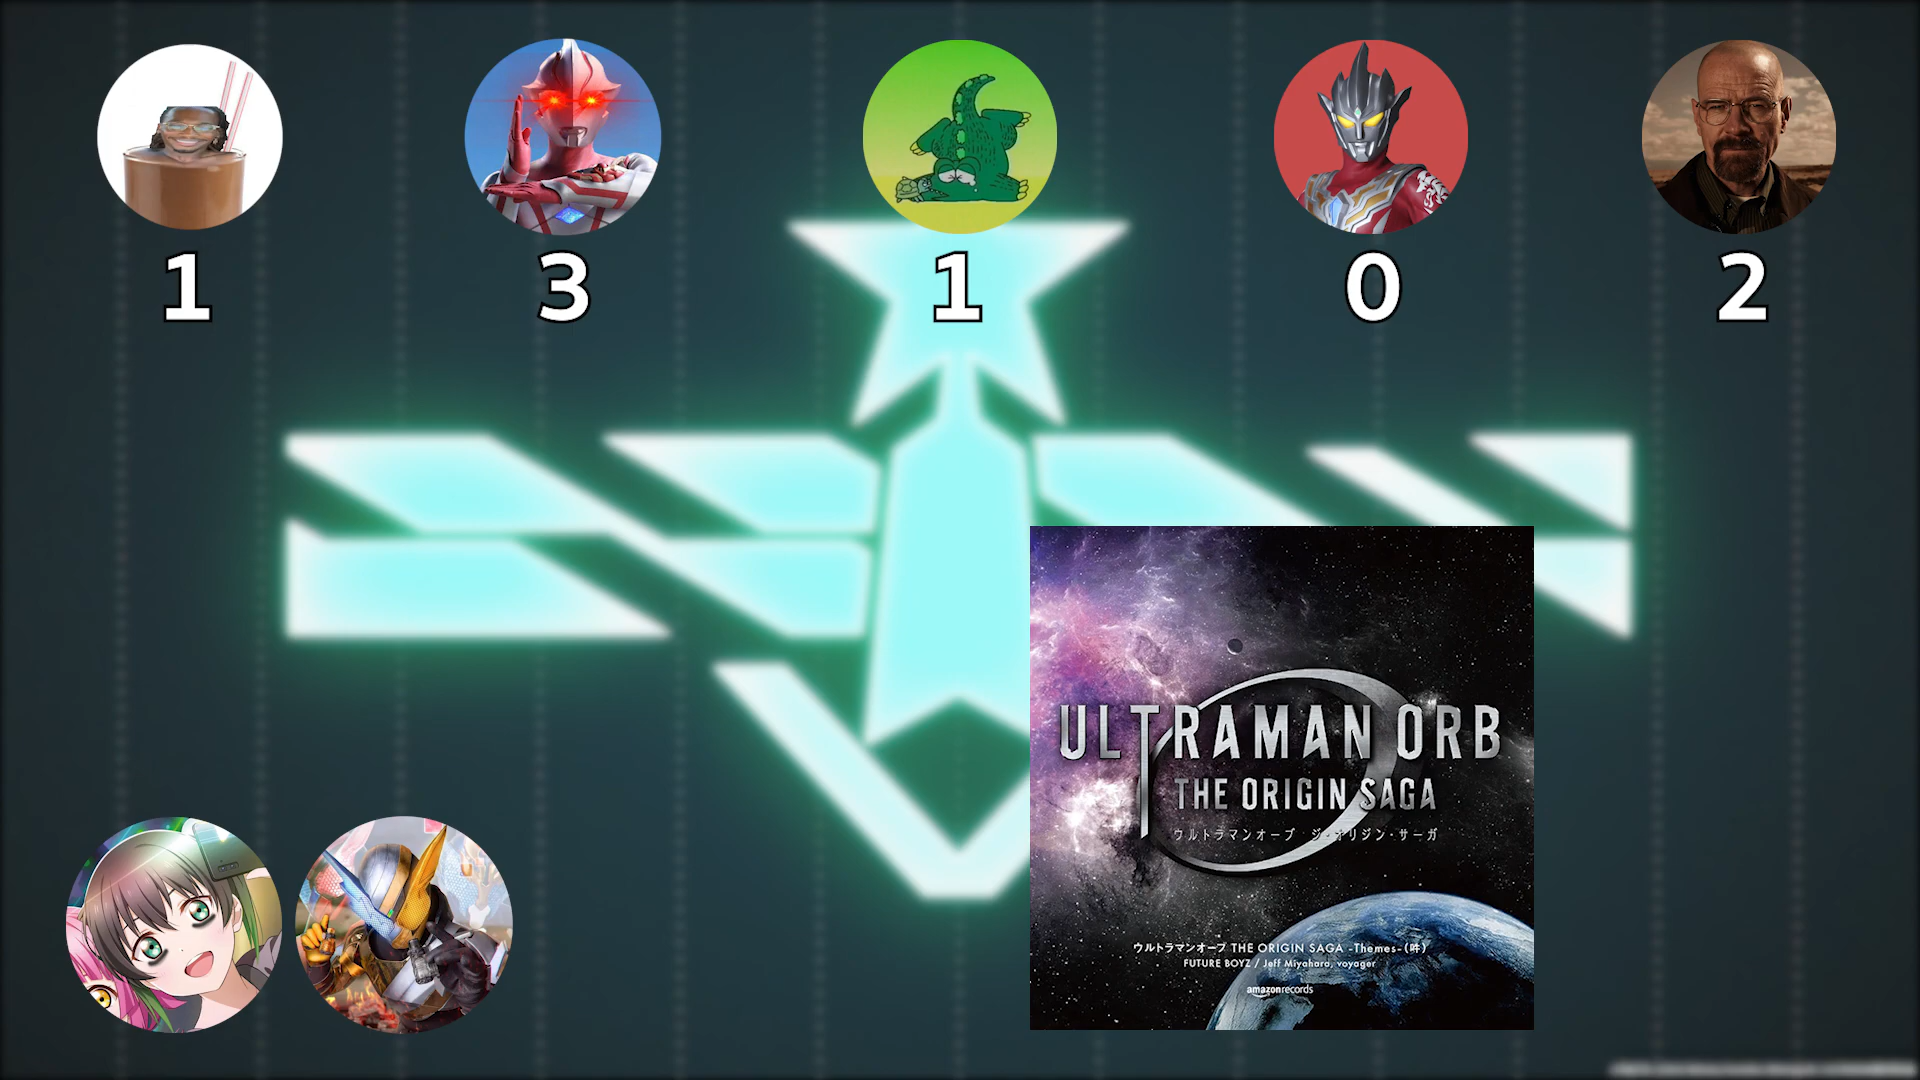 1
3
1
0
2
ULTRAMAN ORB
THE ORIGIN SAGA
ウルトラマンオーブ ジ・オリジン・サーガ
ウルトラマンオーブ THE ORIGIN SAGA -Themes-(吽)
FUTURE BOYZ / Jeff Miyahara, voyager
amazonrecords